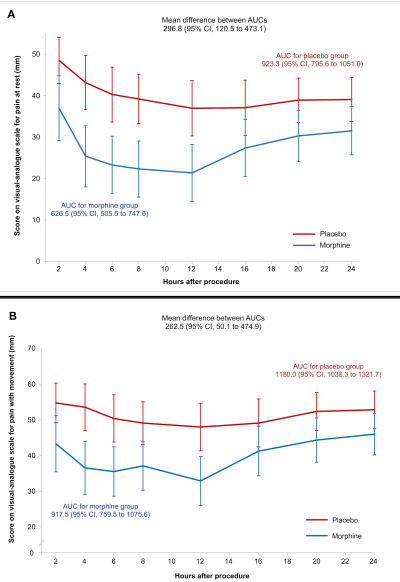 A
Mean difference between AUCs
296.8 (95% CI, 120.5 to 473.1)
AUC for placebo group
923.3 (95% CI, 795.6 to 1051.0)
Score on visual-analogue scale for pain
at rest (mm)
50
40
30
20
10
0
AUC for morphine group
626.5 (95% CI, 505.5 to 747.6)
Placebo
Morphine
2 4 6 8 12 16 20 24
Hours after procedure
B
Mean difference between AUCs
262.5 (95% CI, 50.1 to 474.9)
AUC for placebo group
1180.0 (95% CI, 1038.3 to 1321.7)
Score on visual-analogue scale for pain with movement (mm)
70
60
50
40
30
20
0
AUC for morphine group
917.5 (95% CI, 759.5 to 1075.6)
Placebo
Morphine
2 4 6 8 12 16 20 24
Hours after procedure